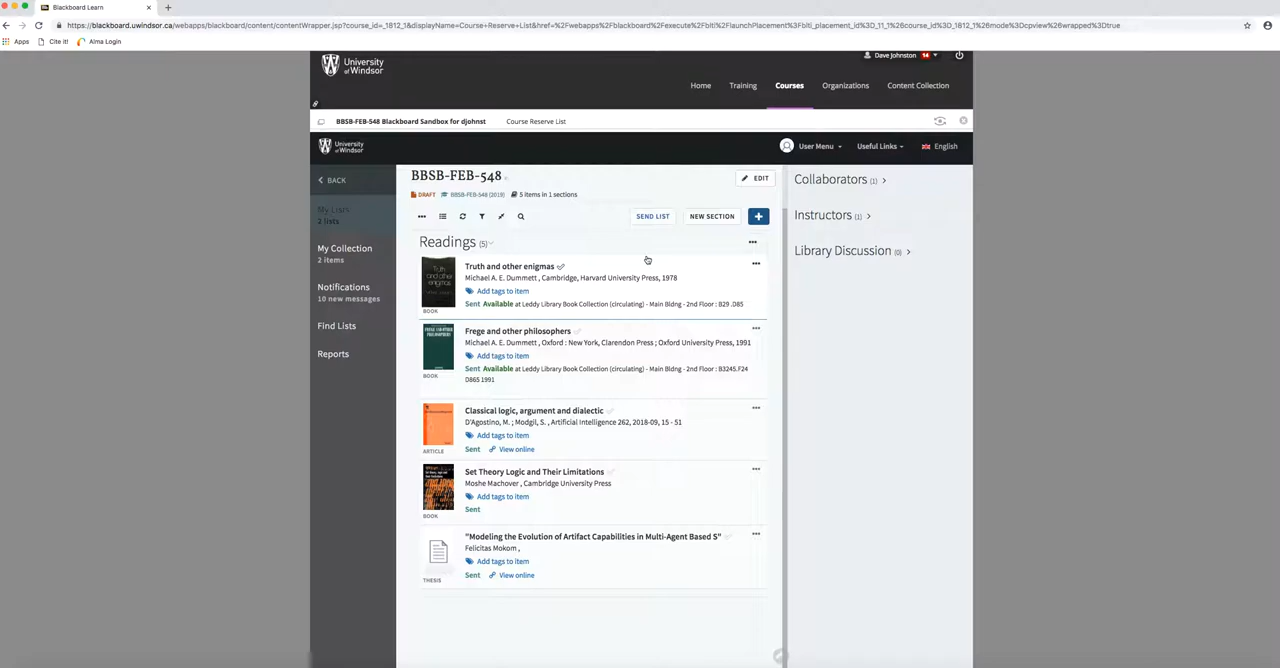 Blackboard Learn
https://blackboard.uwindsor.ca/webapps/blackboard/content/contentWrapper.jsp?course_id=_1812_1&displayName=Course+Reserve+List&href=%2Fwebapps%2Fblackboard%2Fexecute%2Fblti%2FlaunchPlacement%3Fblti_placement_id%3D_11_1%26course_id%3D_1812_1%26mode%3Dcpview%26wrapped%3Dtrue
Apps Cite it! Alma Login
University of Windsor
Dave Johnston 14
Home Training Courses Organizations Content Collection
BBSB-FEB-548 Blackboard Sandbox for djohnst Course Reserve List
University of Windsor
User Menu Useful Links English
BACK
My Lists
2 lists
My Collection
2 items
Notifications
10 new messages
Find Lists
Reports
BBSB-FEB-548
EDIT
DRAFT BBSB-FEB-548 (2019) 5 items in 1 sections
SEND LIST NEW SECTION
Readings (5)
Truth and other enigmas
Michael A. E. Dummett , Cambridge, Harvard University Press, 1978
Add tags to item
Sent Available at Leddy Library Book Collection (circulating) - Main Bldng - 2nd Floor : B29 .D85
BOOK
Frege and other philosophers
Michael A. E. Dummett , Oxford : New York, Clarendon Press ; Oxford University Press, 1991
Add tags to item
Sent Available at Leddy Library Book Collection (circulating) - Main Bldng - 2nd Floor : B3245.F24
D865 1991
BOOK
Classical logic, argument and dialectic
D'Agostino, M. ; Modgil, S. , Artificial Intelligence 262, 2018-09, 15 - 51
Add tags to item
Sent View online
ARTICLE
Set Theory Logic and Their Limitations
Moshe Machover , Cambridge University Press
Add tags to item
Sent
BOOK
"Modeling the Evolution of Artifact Capabilities in Multi-Agent Based S"
Felicitas Mokom ,
Add tags to item
Sent View online
THESIS
Collaborators (1)
Instructors (1)
Library Discussion (0)